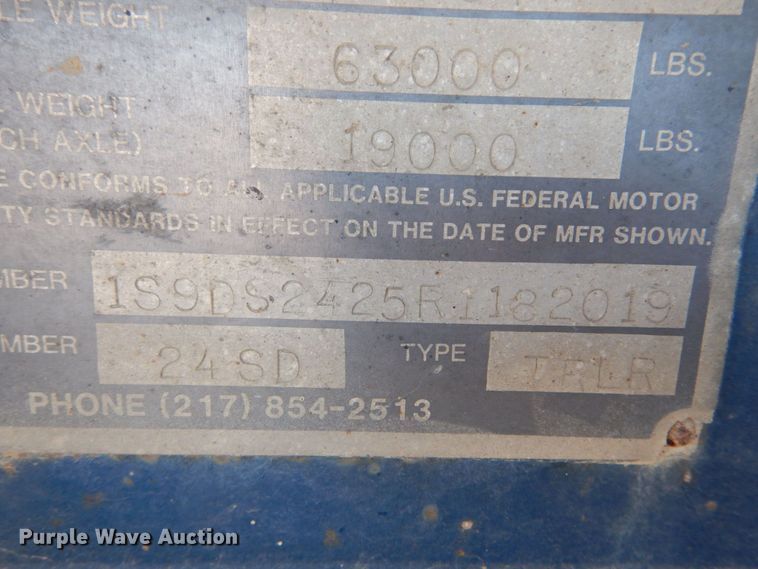 LE WEIGHT 63000 LBS.
L WEIGHT
CH AXLE) 19000 LBS.
E CONFORMS TO ALL APPLICABLE U.S. FEDERAL MOTOR
TY STANDARDS IN EFFECT ON THE DATE OF MFR SHOWN.
MBER 1S9DS2425R1182019
MBER 24SD TYPE TRLR
PHONE (217) 854-2513
Purple Wave Auction